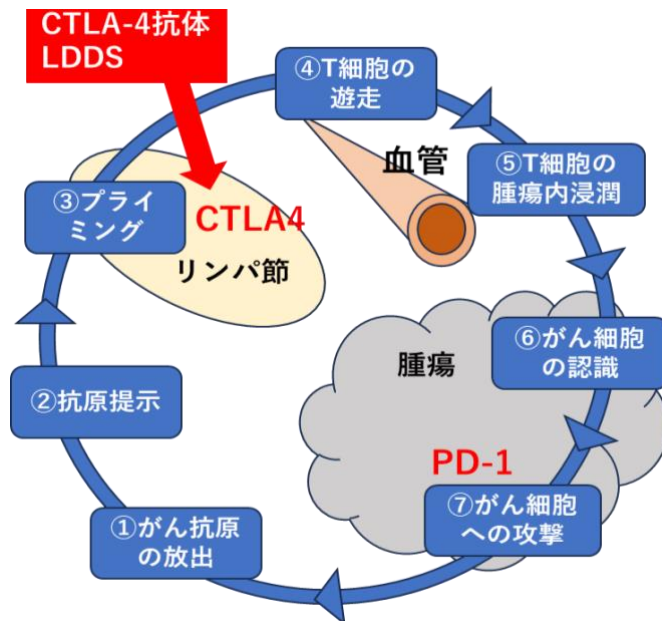 CTLA-4抗体
LDDS
④T細胞の
遊走
血管
⑤T細胞の
腫瘍内浸潤
③プライ
ミング
CTLA4
リンパ節
⑥がん細胞
の認識
腫瘍
②抗原提示
PD-1
⑦がん細胞
への攻撃
①がん抗原
の放出